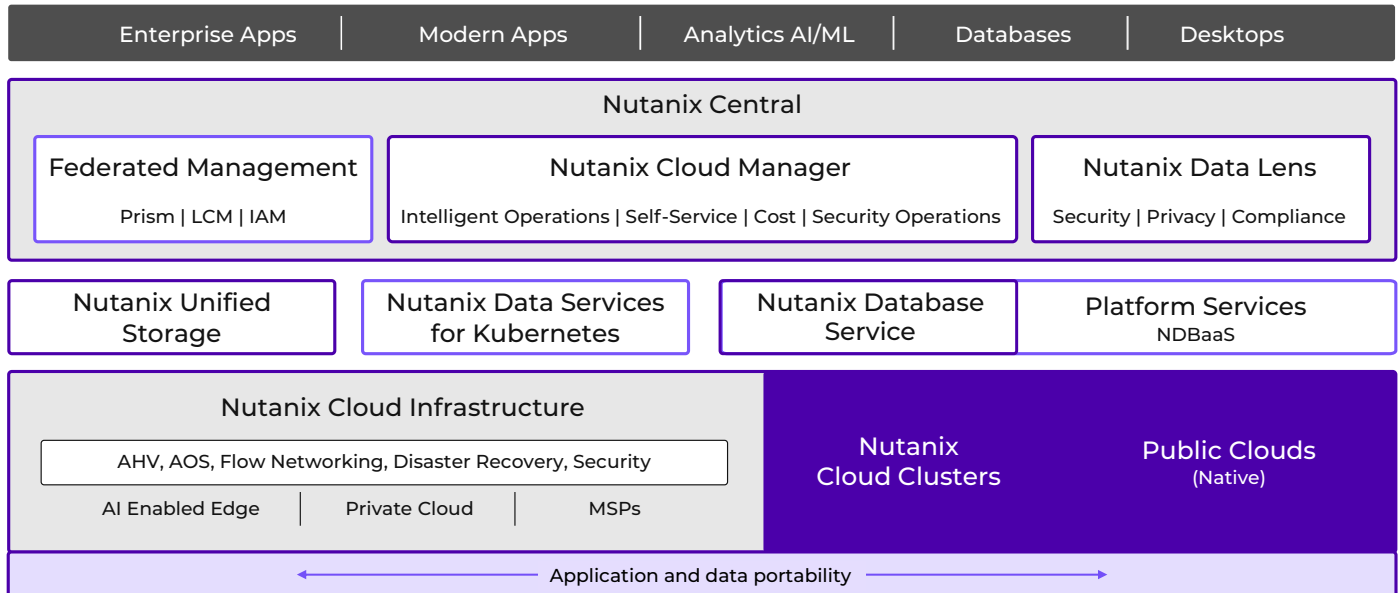 Enterprise Apps | Modern Apps | Analytics AI/ML | Databases | Desktops
Nutanix Central
Federated Management
Prism | LCM | IAM
Nutanix Cloud Manager
Intelligent Operations | Self-Service | Cost | Security Operations
Nutanix Data Lens
Security | Privacy | Compliance
Nutanix Unified
Storage
Nutanix Data Services
for Kubernetes
Nutanix Database
Service
Platform Services
NDBaaS
Nutanix Cloud Infrastructure
AHV, AOS, Flow Networking, Disaster Recovery, Security
AI Enabled Edge | Private Cloud | MSPs
Nutanix
Cloud Clusters
Public Clouds
(Native)
Application and data portability